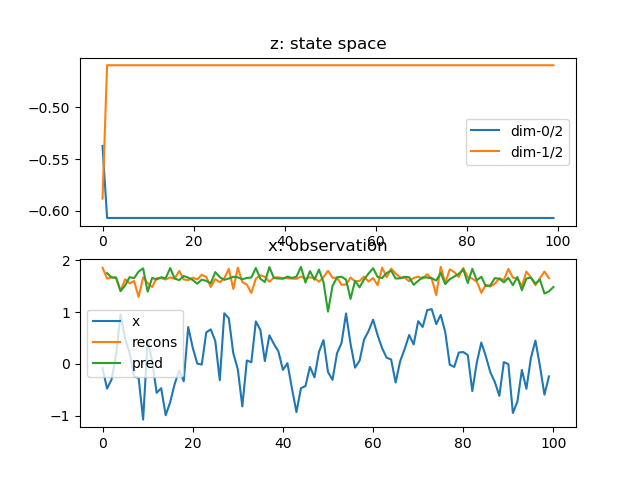 z: state space
−0.50
−0.55
−0.60
dim-0/2
dim-1/2
0 20 40 60 80 100
x: observation
2
1
0
−1
x
recons
pred
0 20 40 60 80 100